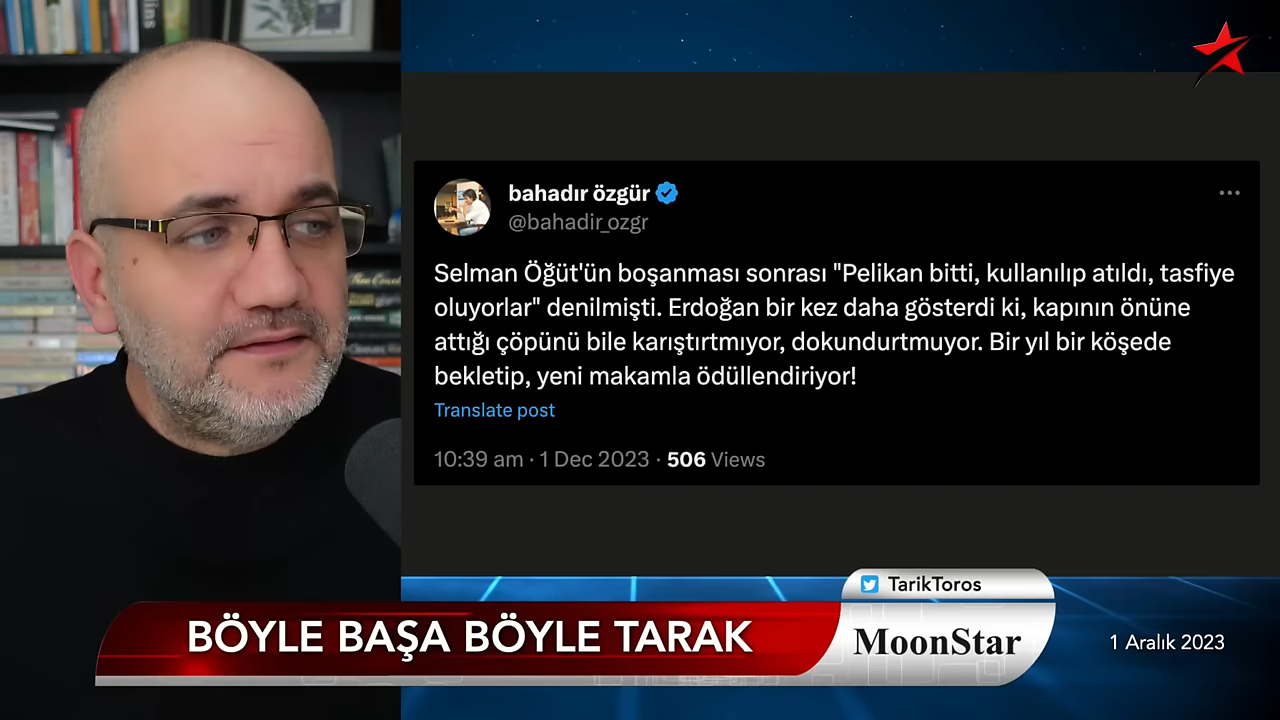 ins
bahadır özgür
@bahadir_ozgr
Selman Öğüt'ün boşanması sonrası "Pelikan bitti, kullanılıp atıldı, tasfiye
oluyorlar" denilmişti. Erdoğan bir kez daha gösterdi ki, kapının önüne
attığı çöpünü bile karıştırtmıyor, dokundurtmuyor. Bir yıl bir köşede
bekletip, yeni makamla ödüllendiriyor!
Translate post
10:39 am · 1 Dec 2023 · 506 Views
TarikToros
BÖYLE BAŞA BÖYLE TARAK
MoonStar
1 Aralık 2023